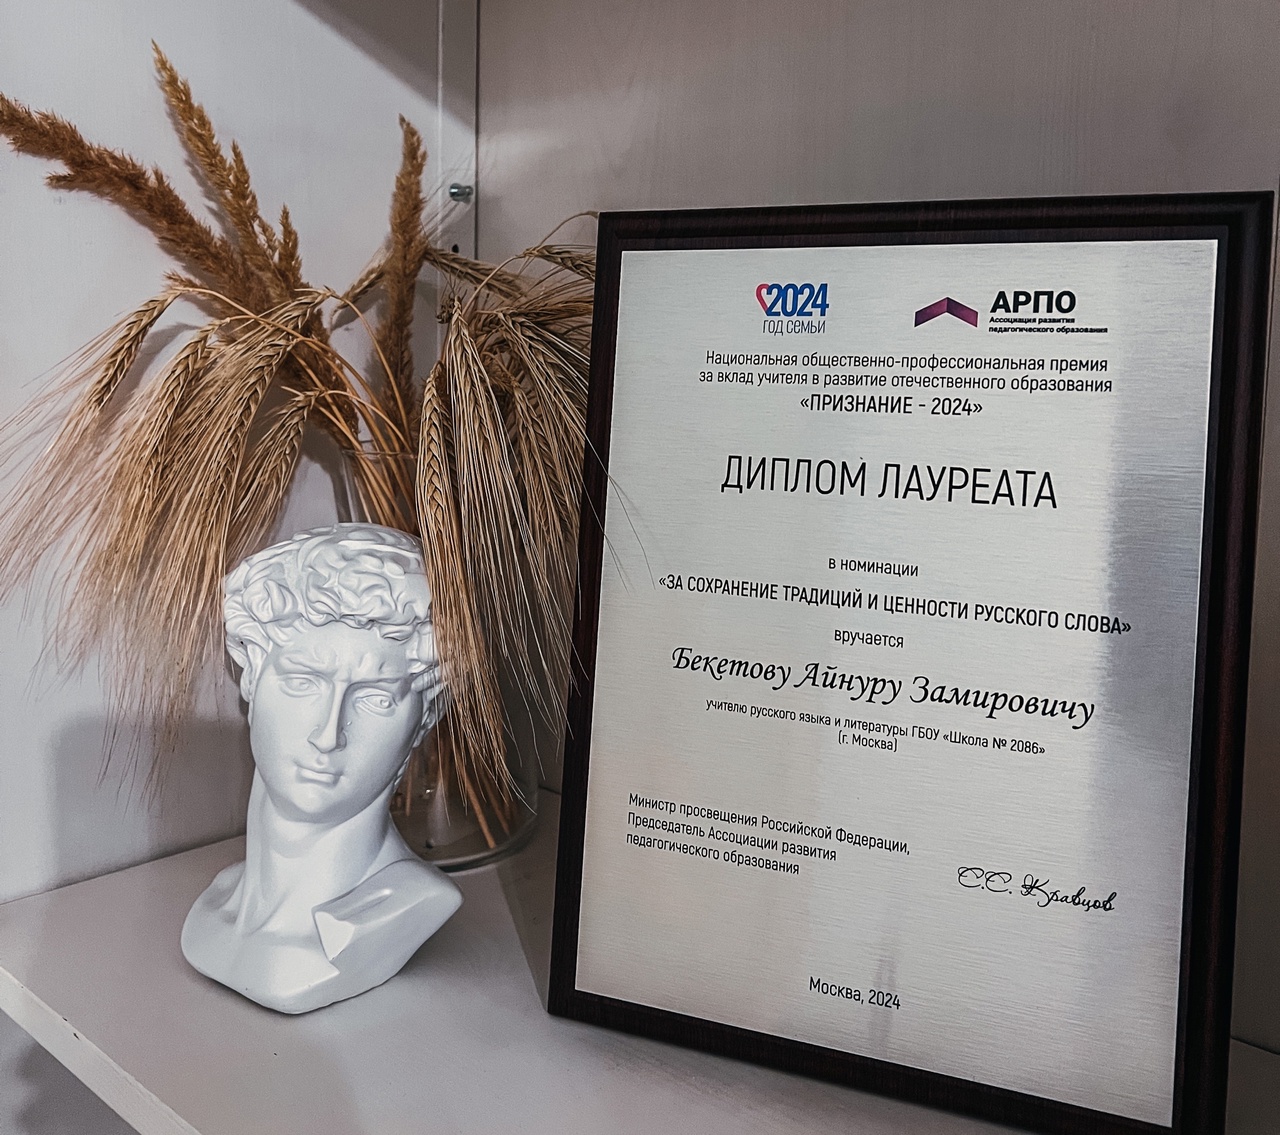 2024
ГОД СЕМЬИ
АРПО
Ассоциация развития
педагогического образования
Национальная общественно-профессиональная премия
за вклад учителя в развитие отечественного образования
«ПРИЗНАНИЕ - 2024»
ДИПЛОМ ЛАУРЕАТА
в номинации
«ЗА СОХРАНЕНИЕ ТРАДИЦИЙ И ЦЕННОСТИ РУССКОГО СЛОВА»
вручается
Бекетову Айнуру Замировичу
учителю русского языка и литературы ГБОУ «Школа № 2086»
(г. Москва)
Министр просвещения Российской Федерации,
Председатель Ассоциации развития
педагогического образования
С.С. Кравцов
Москва, 2024